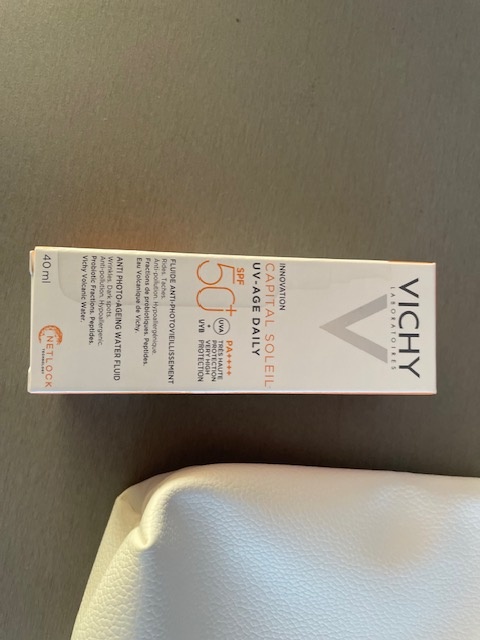 VICHY
LABORATOIRES
INNOVATION
CAPITAL SOLEIL
UV-AGE DAILY
SPF
50+
UVA
+
UVB
PA++++
TRÈS HAUTE
PROTECTION
VERY HIGH
PROTECTION
FLUIDE ANTI-PHOTOVIEILLISSEMENT
Rides. Taches.
Anti-pollution. Hypoallergénique.
Fractions de probiotiques. Peptides.
Eau Volcanique de Vichy.
ANTI PHOTO-AGEING WATER FLUID
Wrinkles. Dark spots.
Anti-pollution. Hypoallergenic.
Probiotic Fractions. Peptides.
Vichy Volcanic Water.
40 ml
NETLOCK
TECHNOLOGY